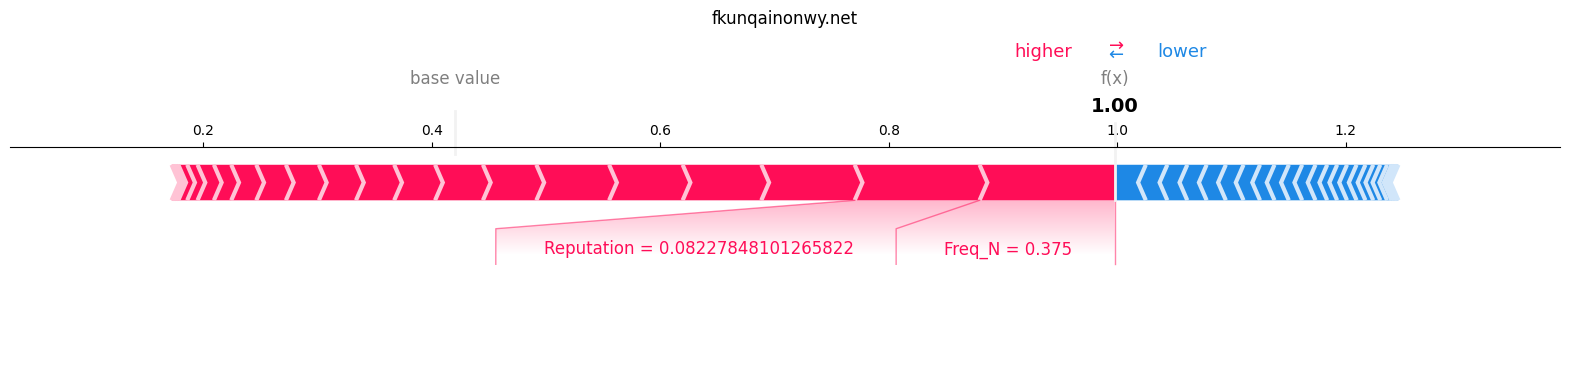 fkunqainonwy.net
higher ⇄ lower
base value f(x)
1.00
0.2 0.4 0.6 0.8 1.0 1.2
Reputation = 0.08227848101265822 Freq_N = 0.375